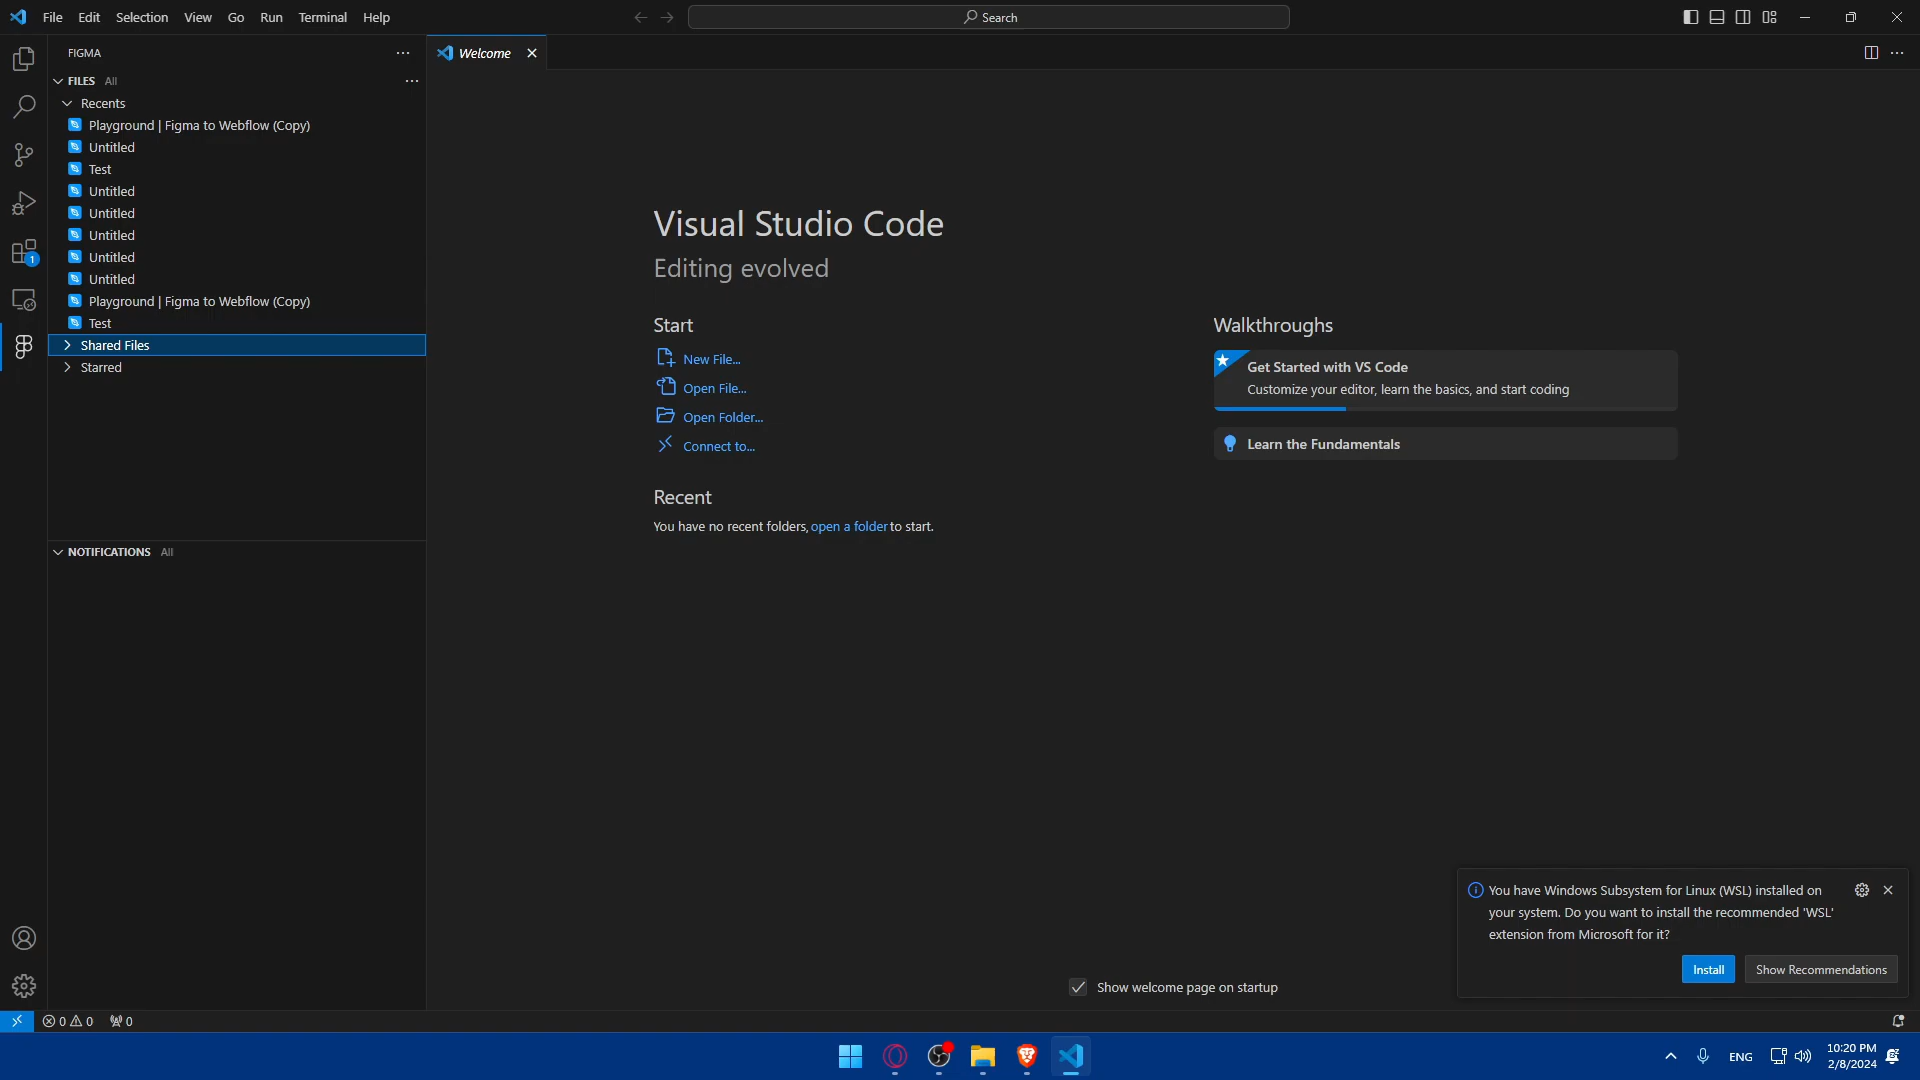 File Edit Selection View Go Run Terminal Help
Search
FIGMA
Welcome
FILES All
Recents
Playground | Figma to Webflow (Copy)
Untitled
Test
Untitled
Untitled
Untitled
Untitled
Untitled
Playground | Figma to Webflow (Copy)
Test
Shared Files
Starred
NOTIFICATIONS All
Visual Studio Code
Editing evolved
Start
New File...
Open File...
Open Folder...
Connect to...
Recent
You have no recent folders, open a folder to start.
Walkthroughs
Get Started with VS Code
Customize your editor, learn the basics, and start coding
Learn the Fundamentals
You have Windows Subsystem for Linux (WSL) installed on
your system. Do you want to install the recommended 'WSL'
extension from Microsoft for it?
Install Show Recommendations
Show welcome page on startup
1
0 0 0
ENG
10:20 PM
2/8/2024